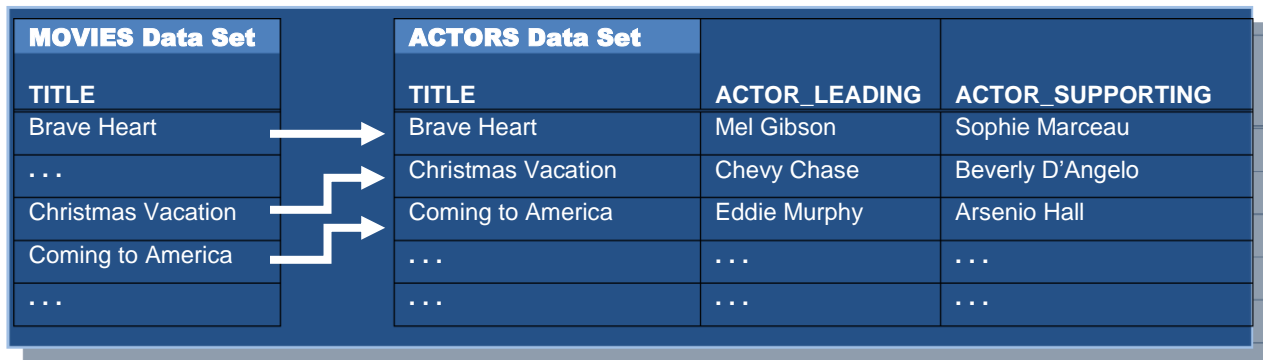 MOVIES Data Set ACTORS Data Set
TITLE TITLE ACTOR_LEADING ACTOR_SUPPORTING
Brave Heart Brave Heart Mel Gibson Sophie Marceau
. . . Christmas Vacation Chevy Chase Beverly D'Angelo
Christmas Vacation Coming to America Eddie Murphy Arsenio Hall
Coming to America . . . . . . . . .
. . . . . . . . . . . .